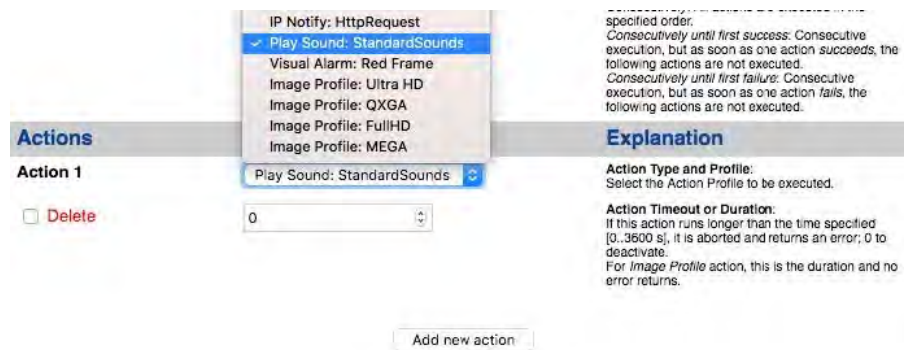 IP Notify: HttpRequest
✓ Play Sound: StandardSounds
Visual Alarm: Red Frame
Image Profile: Ultra HD
Image Profile: QXGA
Image Profile: FullHD
Image Profile: MEGA
specified order.
Consecutively until first success: Consecutive
execution, but as soon as one action succeeds, the
following actions are not executed.
Consecutively until first failure: Consecutive
execution, but as soon as one action fails, the
following actions are not executed.
Actions
Explanation
Action 1
Play Sound: StandardSounds
Action Type and Profile:
Select the Action Profile to be executed.
Delete
0
Action Timeout or Duration:
If this action runs longer than the time specified
[0..3600 s], it is aborted and returns an error; 0 to
deactivate.
For Image Profile action, this is the duration and no
error returns.
Add new action